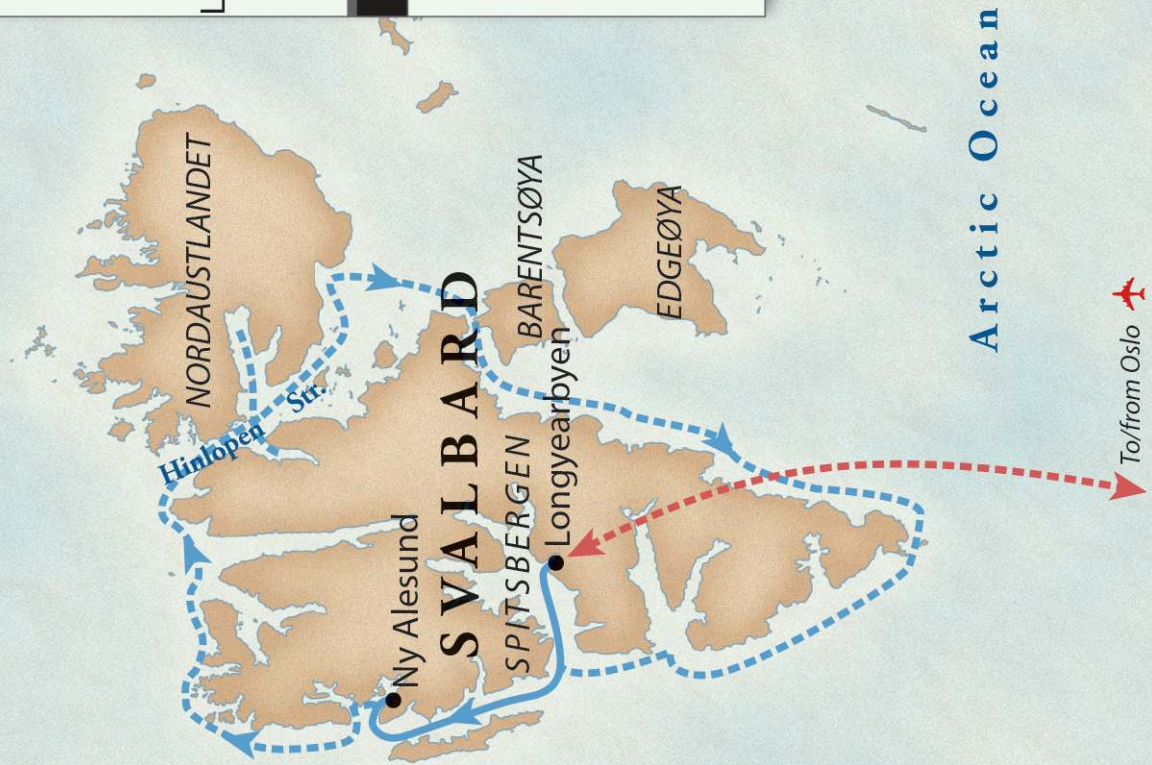 NORDAUSTLANDET
Hinlopen Str.
SVALBARD
BARENTSØYA
EDGEØYA
SPITSBERGEN
Longyearbyen
Ny Alesund
Arctic Ocean
To/from Oslo